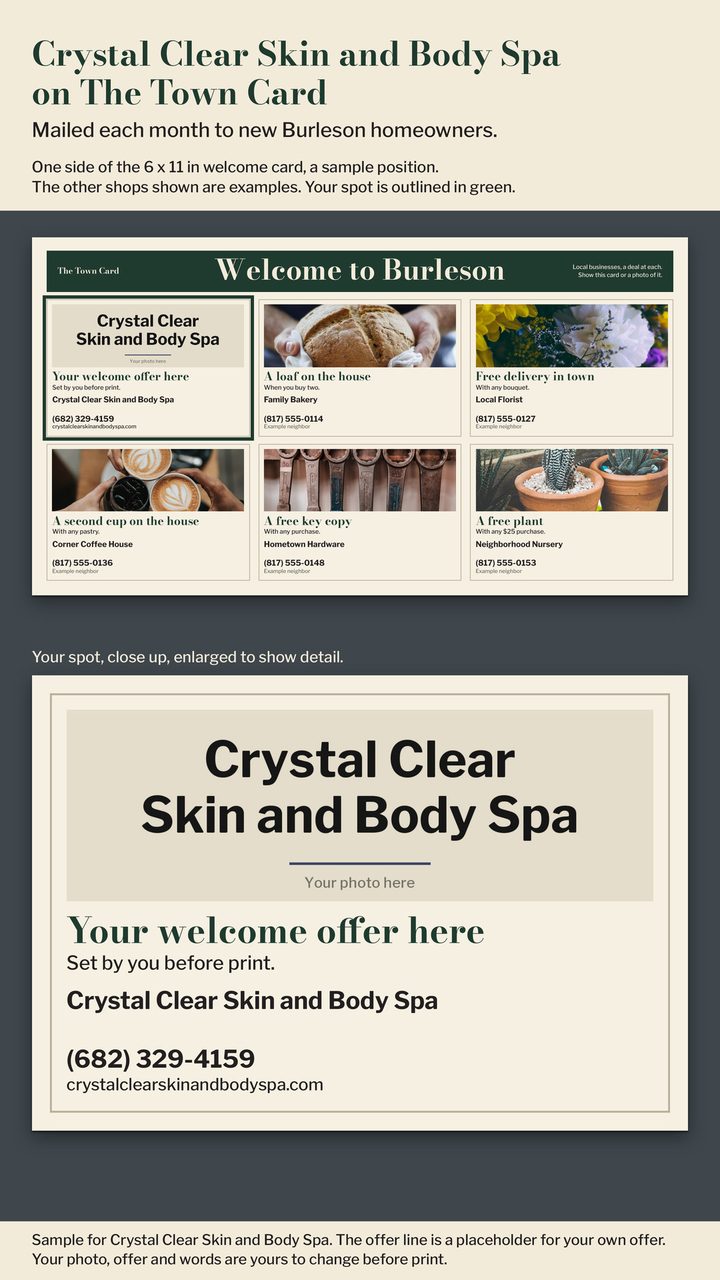 Crystal Clear Skin and Body Spa
on The Town Card
Mailed each month to new Burleson homeowners.
One side of the 6 x 11 in welcome card, a sample position.
The other shops shown are examples. Your spot is outlined in green.
The Town Card
Welcome to Burleson
Local businesses, a deal at each.
Show this card or a photo of it.
Crystal Clear
Skin and Body Spa
Your photo here
Your welcome offer here
Set by you before print.
Crystal Clear Skin and Body Spa
(682) 329-4159
crystalclearskinandbodyspa.com
A loaf on the house
When you buy two.
Family Bakery
(817) 555-0114
Example neighbor
Free delivery in town
With any bouquet.
Local Florist
(817) 555-0127
Example neighbor
A second cup on the house
With any pastry.
Corner Coffee House
(817) 555-0136
Example neighbor
A free key copy
With any purchase.
Hometown Hardware
(817) 555-0148
Example neighbor
A free plant
With any $25 purchase.
Neighborhood Nursery
(817) 555-0153
Example neighbor
Your spot, close up, enlarged to show detail.
Crystal Clear
Skin and Body Spa
Your photo here
Your welcome offer here
Set by you before print.
Crystal Clear Skin and Body Spa
(682) 329-4159
crystalclearskinandbodyspa.com
Sample for Crystal Clear Skin and Body Spa. The offer line is a placeholder for your own offer.
Your photo, offer and words are yours to change before print.